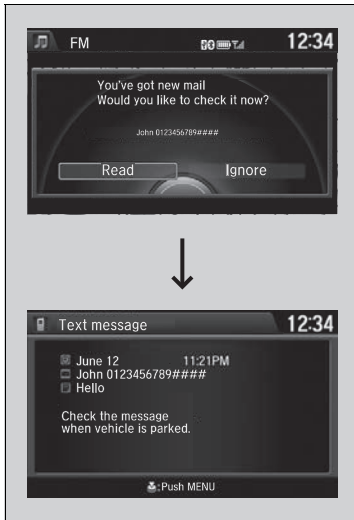 FM
12:34
You've got new mail
Would you like to check it now?
John 0123456789####
Read Ignore
Text message 12:34
June 12 11:21PM
John 0123456789####
Hello
Check the message
when vehicle is parked.
:Push MENU